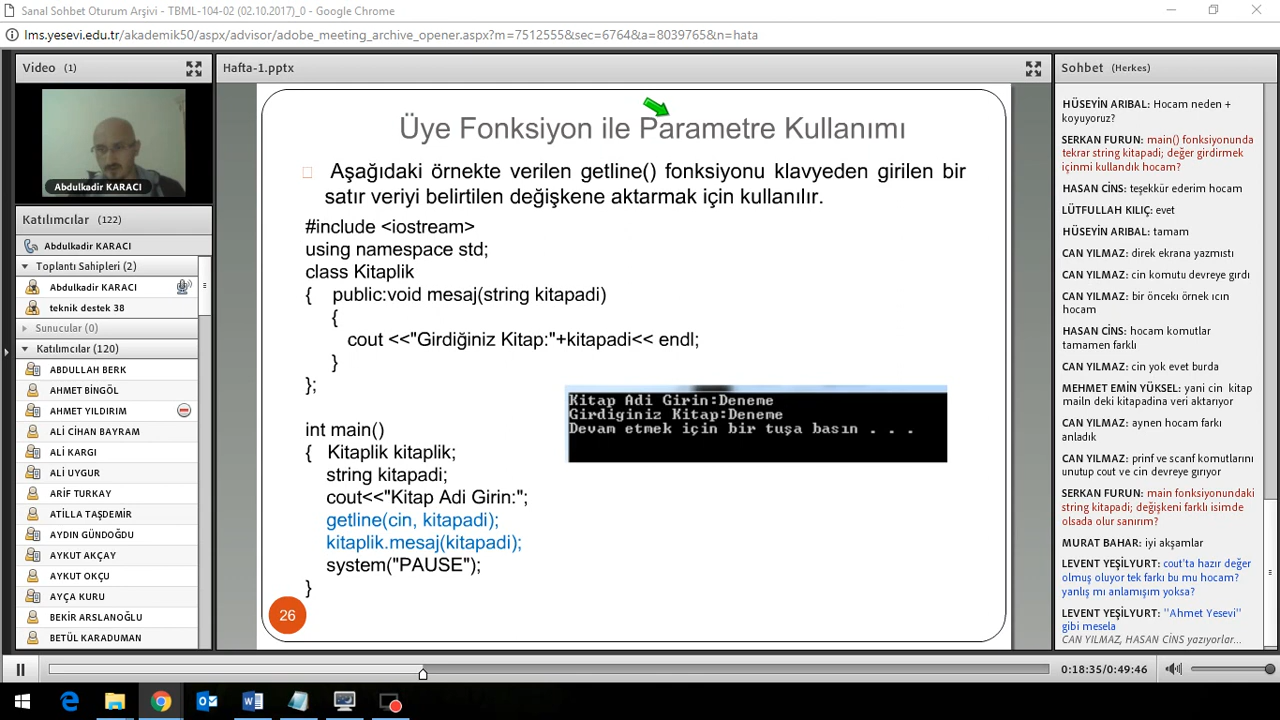 Sanal Sohbet Oturum Arşivi - TBML-104-02 (02.10.2017)_0 - Google Chrome
lms.yesevi.edu.tr/akademik50/aspx/advisor/adobe_meeting_archive_opener.aspx?m=7512555&sec=6764&a=8039765&n=hata
Video (1)
Abdulkadir KARACI
Katılımcılar (122)
Abdulkadir KARACI
Toplantı Sahipleri (2)
Abdulkadir KARACI
teknik destek 38
Sunucular (0)
Katılımcılar (120)
ABDULLAH BERK
AHMET BİNGÖL
AHMET YILDIRIM
ALİ CİHAN BAYRAM
ALİ KARGI
ALİ UYGUR
ARİF TURKAY
ATİLLA TAŞDEMİR
AYDIN GÜNDOĞDU
AYKUT AKÇAY
AYKUT OKÇU
AYÇA KURU
BEKİR ARSLANOĞLU
BETÜL KARADUMAN
Hafta-1.pptx
Üye Fonksiyon ile Parametre Kullanımı
Aşağıdaki örnekte verilen getline() fonksiyonu klavyeden girilen bir
satır veriyi belirtilen değişkene aktarmak için kullanılır.
#include <iostream>
using namespace std;
class Kitaplik
{ public:void mesaj(string kitapadi)
{
cout <<"Girdiğiniz Kitap:"+kitapadi<< endl;
}
};
int main()
{ Kitaplik kitaplik;
string kitapadi;
cout<<"Kitap Adi Girin:";
getline(cin, kitapadi);
kitaplik.mesaj(kitapadi);
system("PAUSE");
}
Kitap Adi Girin:Deneme
Girdiginiz Kitap:Deneme
Devam etmek için bir tuşa basın . . .
26
Sohbet (Herkes)
HÜSEYİN ARIBAL: Hocam neden +
koyuyoruz?
SERKAN FURUN: main() fonksiyonunda
tekrar string kitapadi; değer girdirmek
içinmi kullandık hocam?
HASAN CİNS: teşekkür ederim hocam
LÜTFULLAH KILIÇ: evet
HÜSEYİN ARIBAL: tamam
CAN YILMAZ: direk ekrana yazmıstı
CAN YILMAZ: cin komutu devreye gırdı
CAN YILMAZ: bir öncekı örnek ıcın
hocam
HASAN CİNS: hocam komutlar
tamamen farklı
CAN YILMAZ: cin yok evet burda
MEHMET EMİN YÜKSEL: yani cin kitap
mailn deki kitapadina veri aktarıyor
CAN YILMAZ: aynen hocam farkı
anladık
CAN YILMAZ: prinf ve scanf komutlarını
unutup cout ve cin devreye gırıyor
SERKAN FURUN: main fonksiyonundaki
string kitapadi; değişkeni farklı isimde
olsada olur sanırım?
MURAT BAHAR: iyi akşamlar
LEVENT YEŞİLYURT: cout'ta hazır değer
olmuş oluyor tek farkı bu mu hocam?
yanlış mı anlamışım yoksa?
LEVENT YEŞİLYURT: "Ahmet Yesevi"
gibi mesela
CAN YILMAZ, HASAN CİNS yazıyorlar...
0:18:35/0:49:46